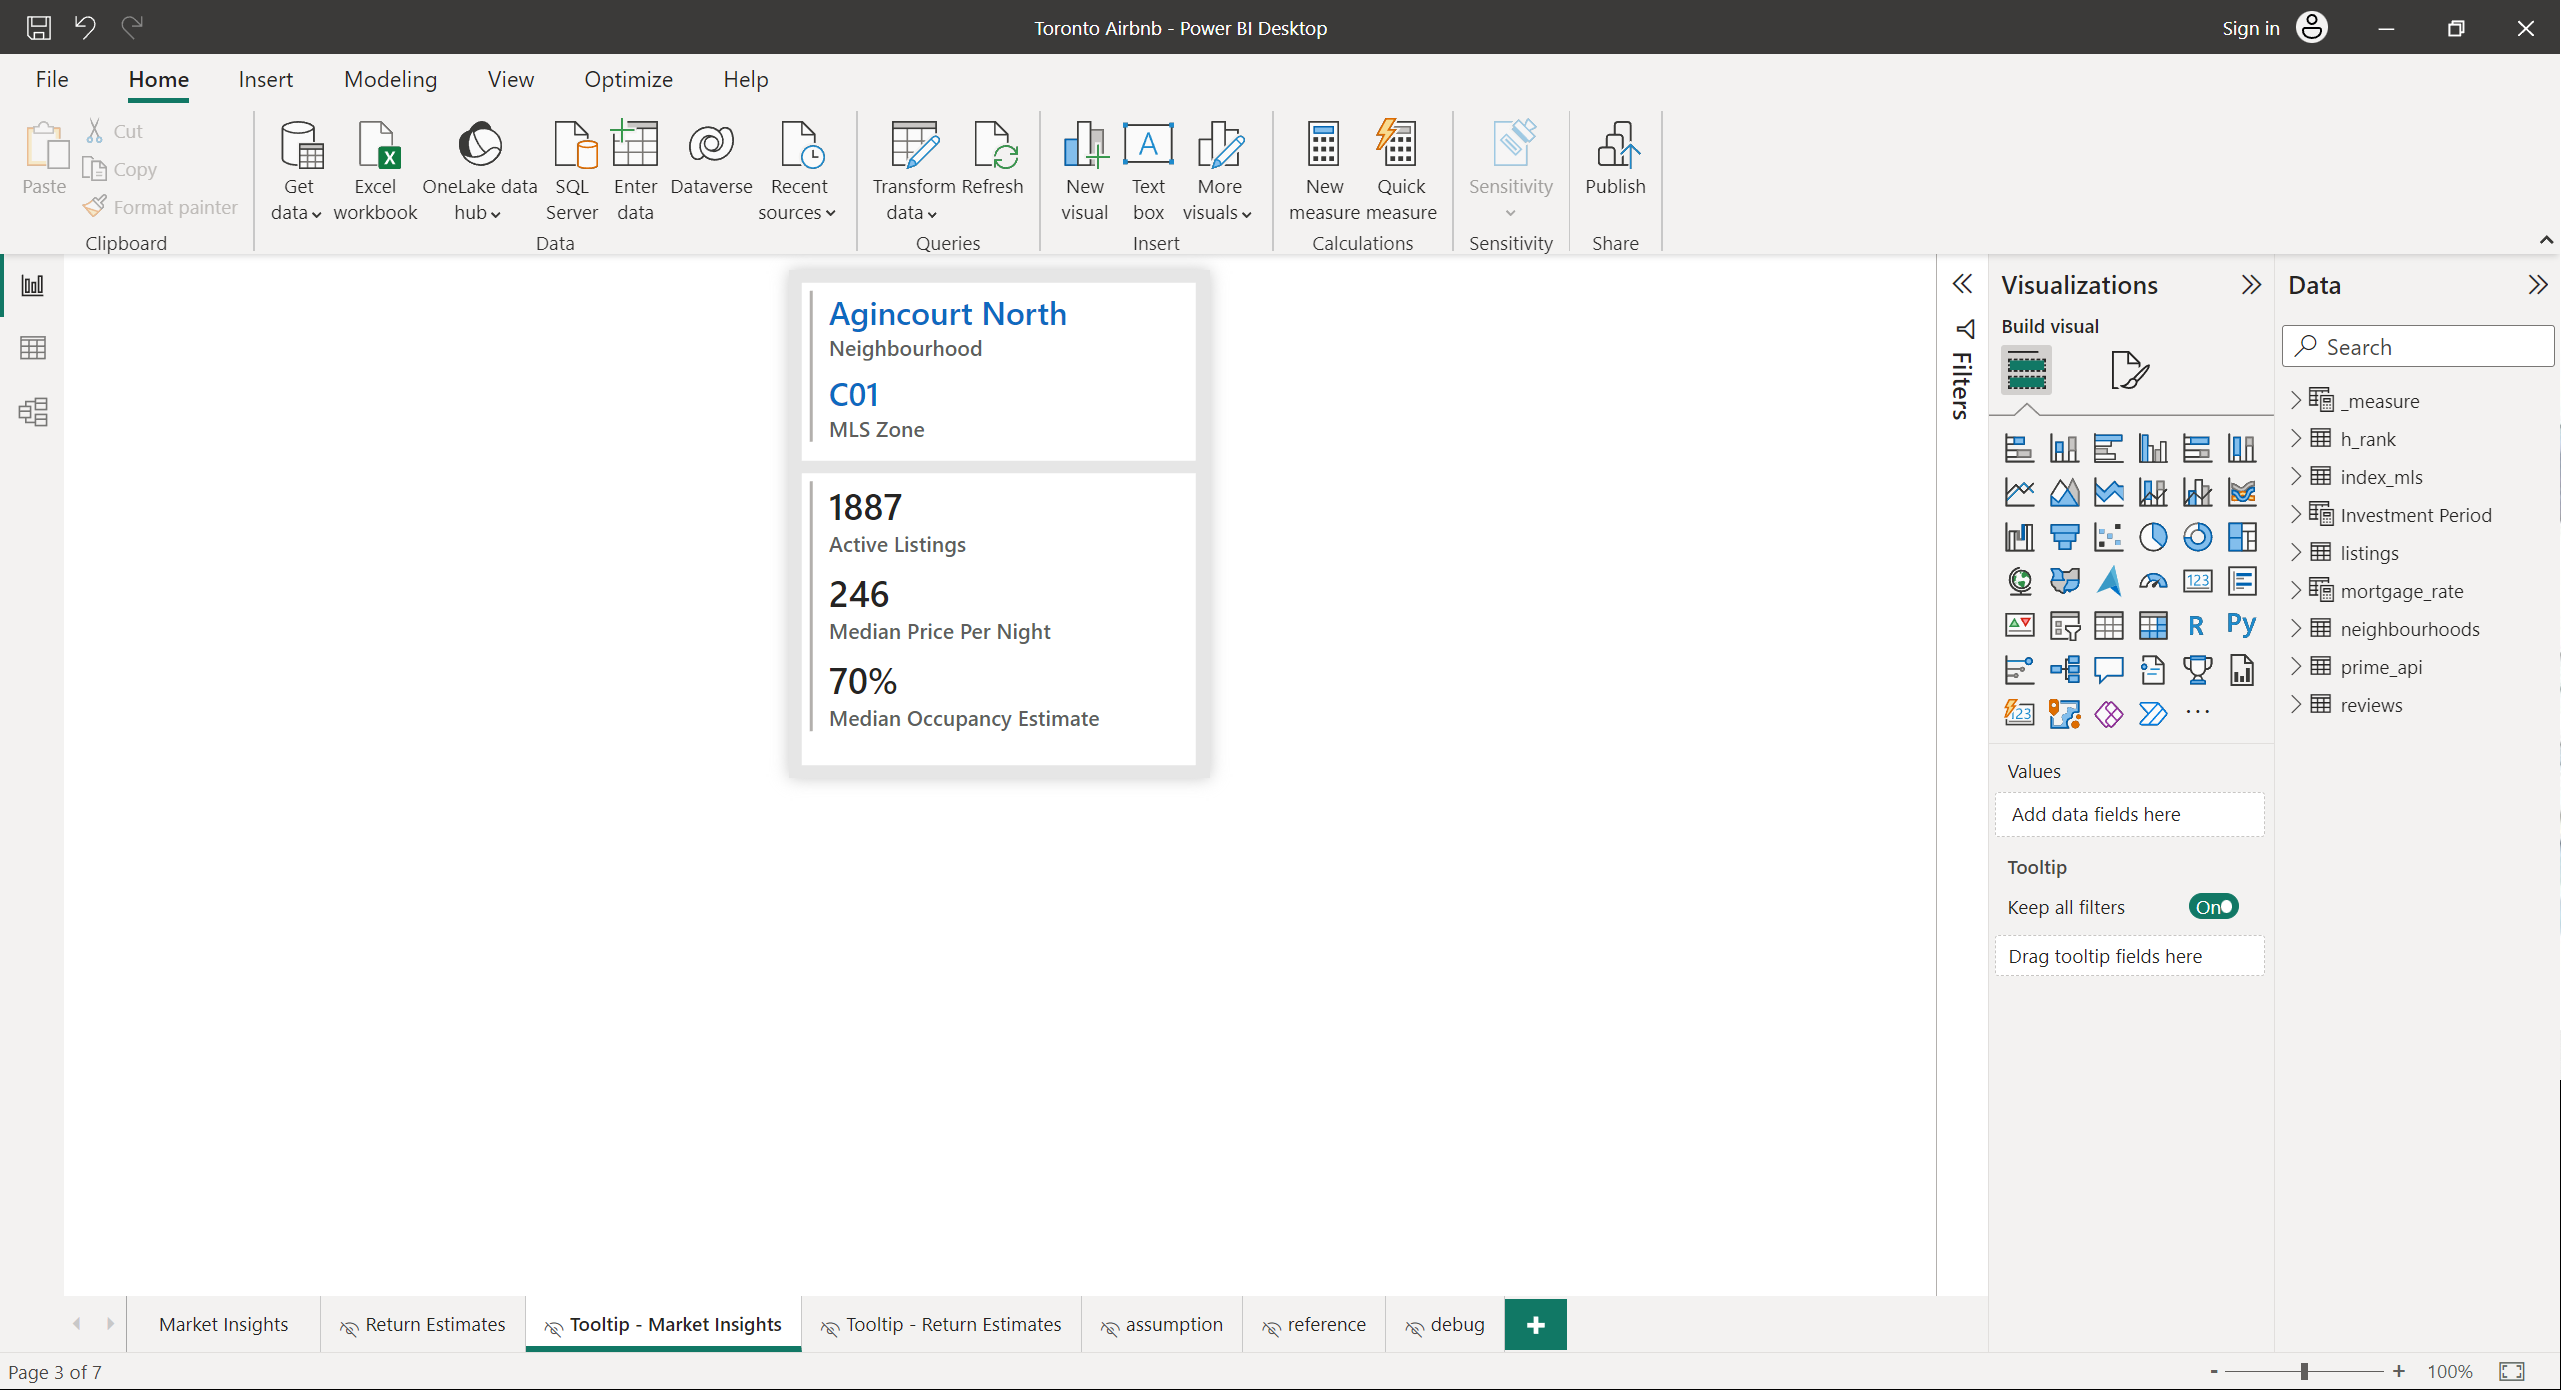 Toronto Airbnb - Power BI Desktop
Sign in
File Home Insert Modeling View Optimize Help
Paste
Cut
Copy
Format painter
Clipboard
Get data
Excel workbook
OneLake data hub
SQL Server
Enter data
Dataverse
Recent sources
Data
Transform data
Refresh
Queries
New visual
Text box
More visuals
Insert
New measure
Quick measure
Calculations
Sensitivity
Sensitivity
Publish
Share
Agincourt North
Neighbourhood
C01
MLS Zone
1887
Active Listings
246
Median Price Per Night
70%
Median Occupancy Estimate
Filters
Visualizations
Build visual
123
R
Py
123
...
Values
Add data fields here
Tooltip
Keep all filters
On
Drag tooltip fields here
Data
Search
_measure
h_rank
index_mls
Investment Period
listings
mortgage_rate
neighbourhoods
prime_api
reviews
Market Insights
Return Estimates
Tooltip - Market Insights
Tooltip - Return Estimates
assumption
reference
debug
+
Page 3 of 7
- + 100%